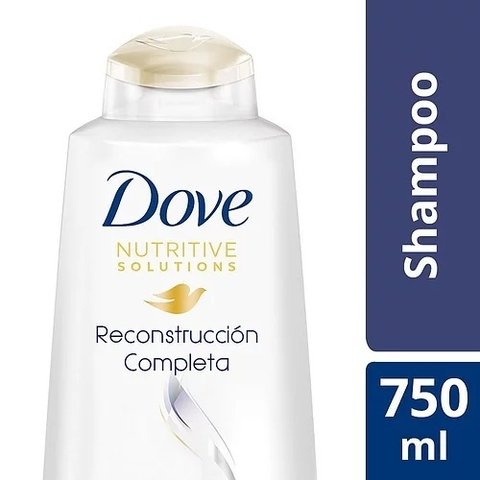 Dove
NUTRITIVE
SOLUTIONS
Reconstrucción
Completa
Shampoo
750
ml